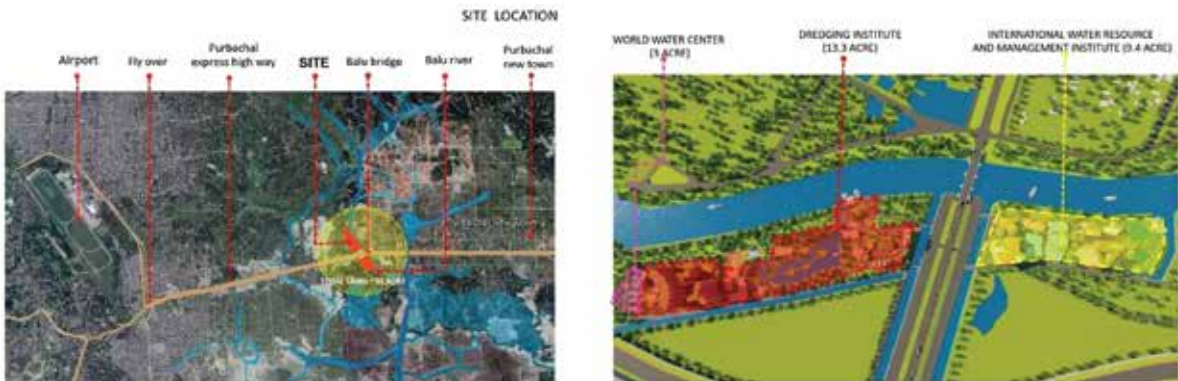 SITE LOCATION
Airport
Fly over
Purbachal
express high way
SITE
Balu bridge
Balu river
Purbachal
new town
WORLD WATER CENTER
(3 ACRE)
DREDGING INSTITUTE
(13.3 ACRE)
INTERNATIONAL WATER RESOURCE
AND MANAGEMENT INSTITUTE (9.4 ACRE)